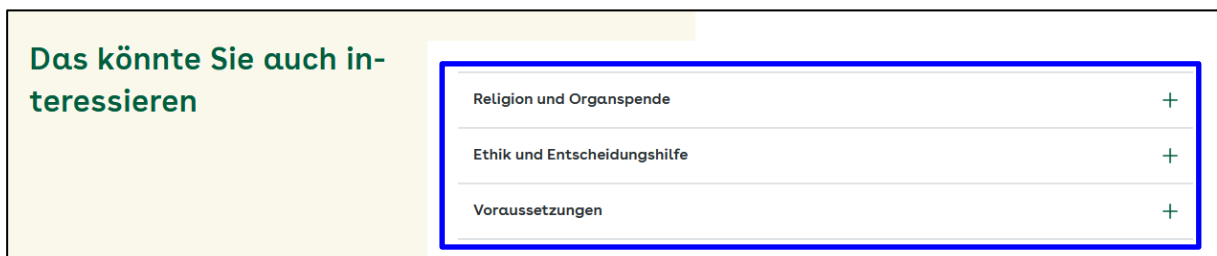 Das könnte Sie auch in-
teressieren
Religion und Organspende
Ethik und Entscheidungshilfe
Voraussetzungen